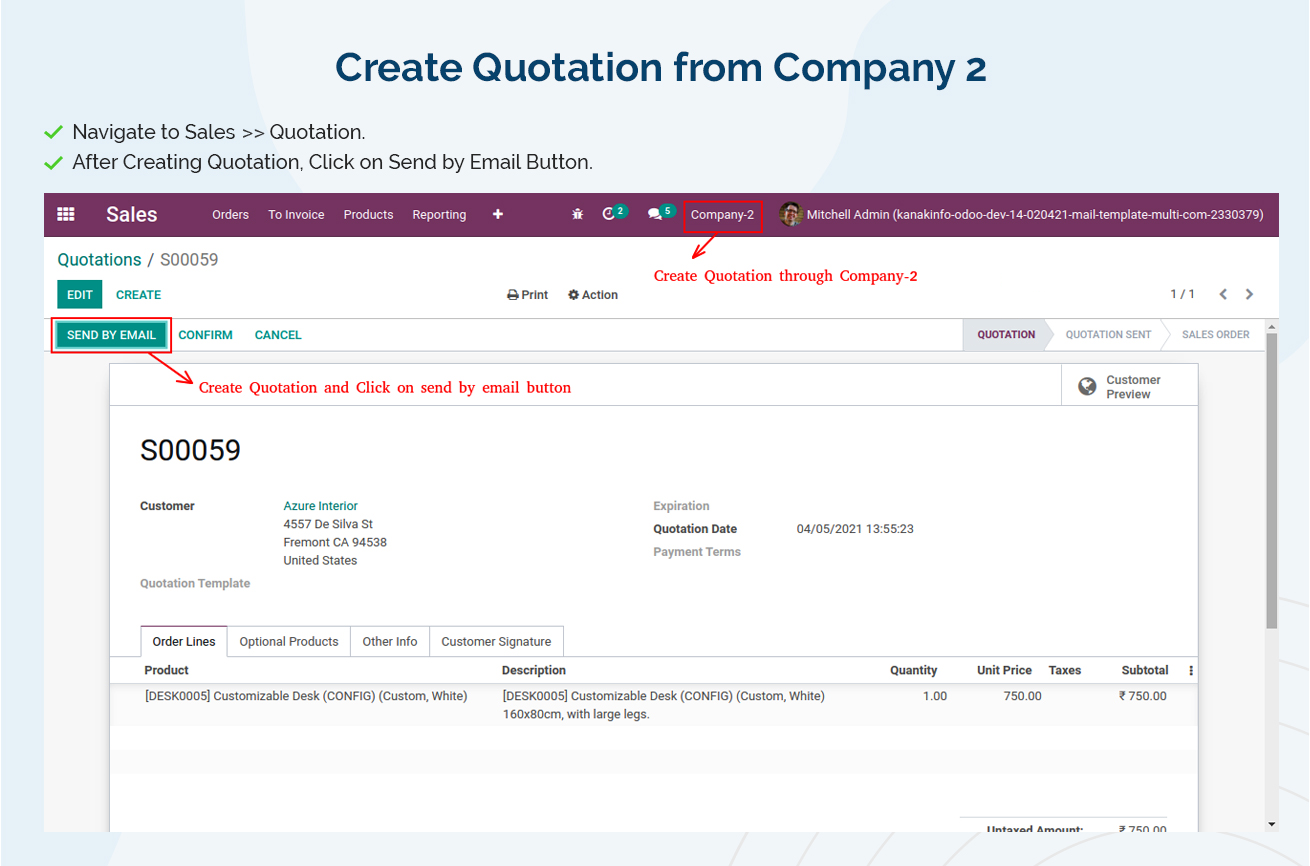 Create Quotation from Company 2
Navigate to Sales >> Quotation.
After Creating Quotation, Click on Send by Email Button.
Sales Orders To Invoice Products Reporting 2 5 Company-2 Mitchell Admin (kanakinfo-odoo-dev-14-020421-mail-template-multi-com-2330379)
Quotations / S00059
Create Quotation through Company-2
EDIT CREATE Print Action 1 / 1
SEND BY EMAIL CONFIRM CANCEL QUOTATION QUOTATION SENT SALES ORDER
Create Quotation and Click on send by email button
Customer
Preview
S00059
Customer Azure Interior Expiration
4557 De Silva St
Quotation Date 04/05/2021 13:55:23
Fremont CA 94538
Payment Terms
United States
Quotation Template
Order Lines Optional Products Other Info Customer Signature
Product Description Quantity Unit Price Taxes Subtotal
[DESK0005] Customizable Desk (CONFIG) (Custom, White) [DESK0005] Customizable Desk (CONFIG) (Custom, White) 1.00 750.00 ₹ 750.00
160x80cm, with large legs.
Untaxed Amount: ₹ 750.00